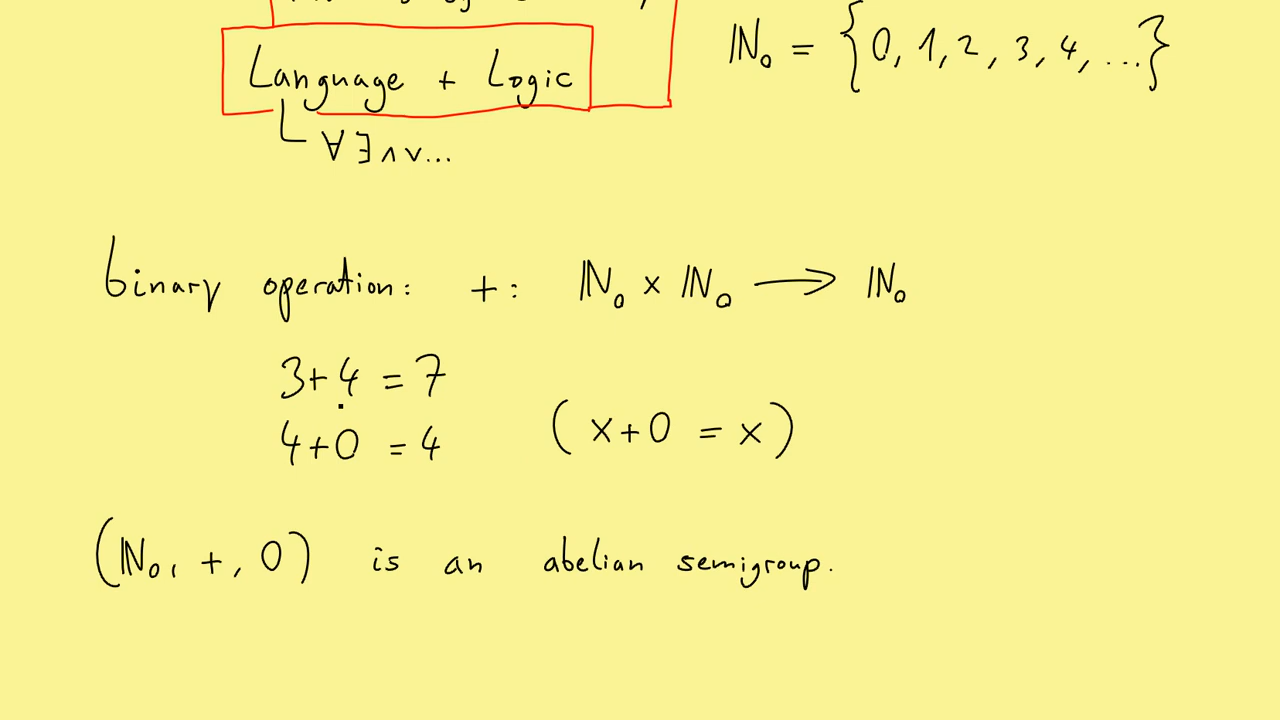 ℕ₀ = {0, 1, 2, 3, 4, ...}
Language + Logic
∀ ∃ ∧ ∨ ...
binary operation: +: ℕ₀ × ℕ₀ ⟶ ℕ₀
3+4 = 7
4+0 = 4 (x+0 = x)
(ℕ₀, +, 0) is an abelian semigroup.